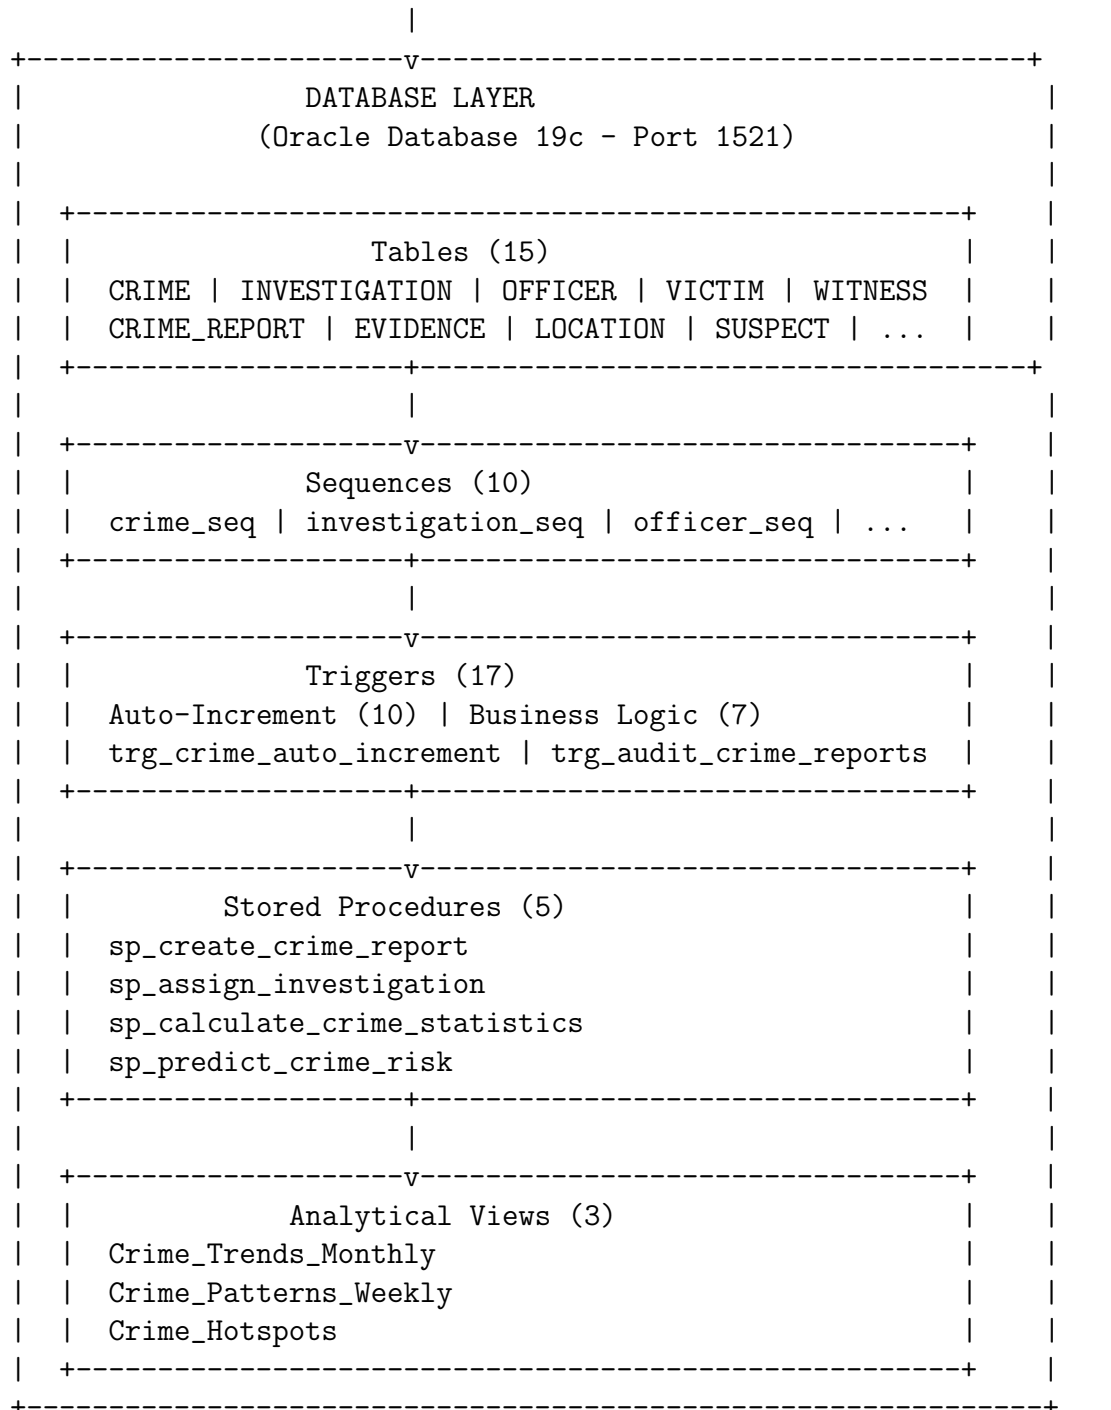 DATABASE LAYER
(Oracle Database 19c - Port 1521)
Tables (15)
CRIME | INVESTIGATION | OFFICER | VICTIM | WITNESS
CRIME_REPORT | EVIDENCE | LOCATION | SUSPECT | ...
Sequences (10)
crime_seq | investigation_seq | officer_seq | ...
Triggers (17)
Auto-Increment (10) | Business Logic (7)
trg_crime_auto_increment | trg_audit_crime_reports
Stored Procedures (5)
sp_create_crime_report
sp_assign_investigation
sp_calculate_crime_statistics
sp_predict_crime_risk
Analytical Views (3)
Crime_Trends_Monthly
Crime_Patterns_Weekly
Crime_Hotspots